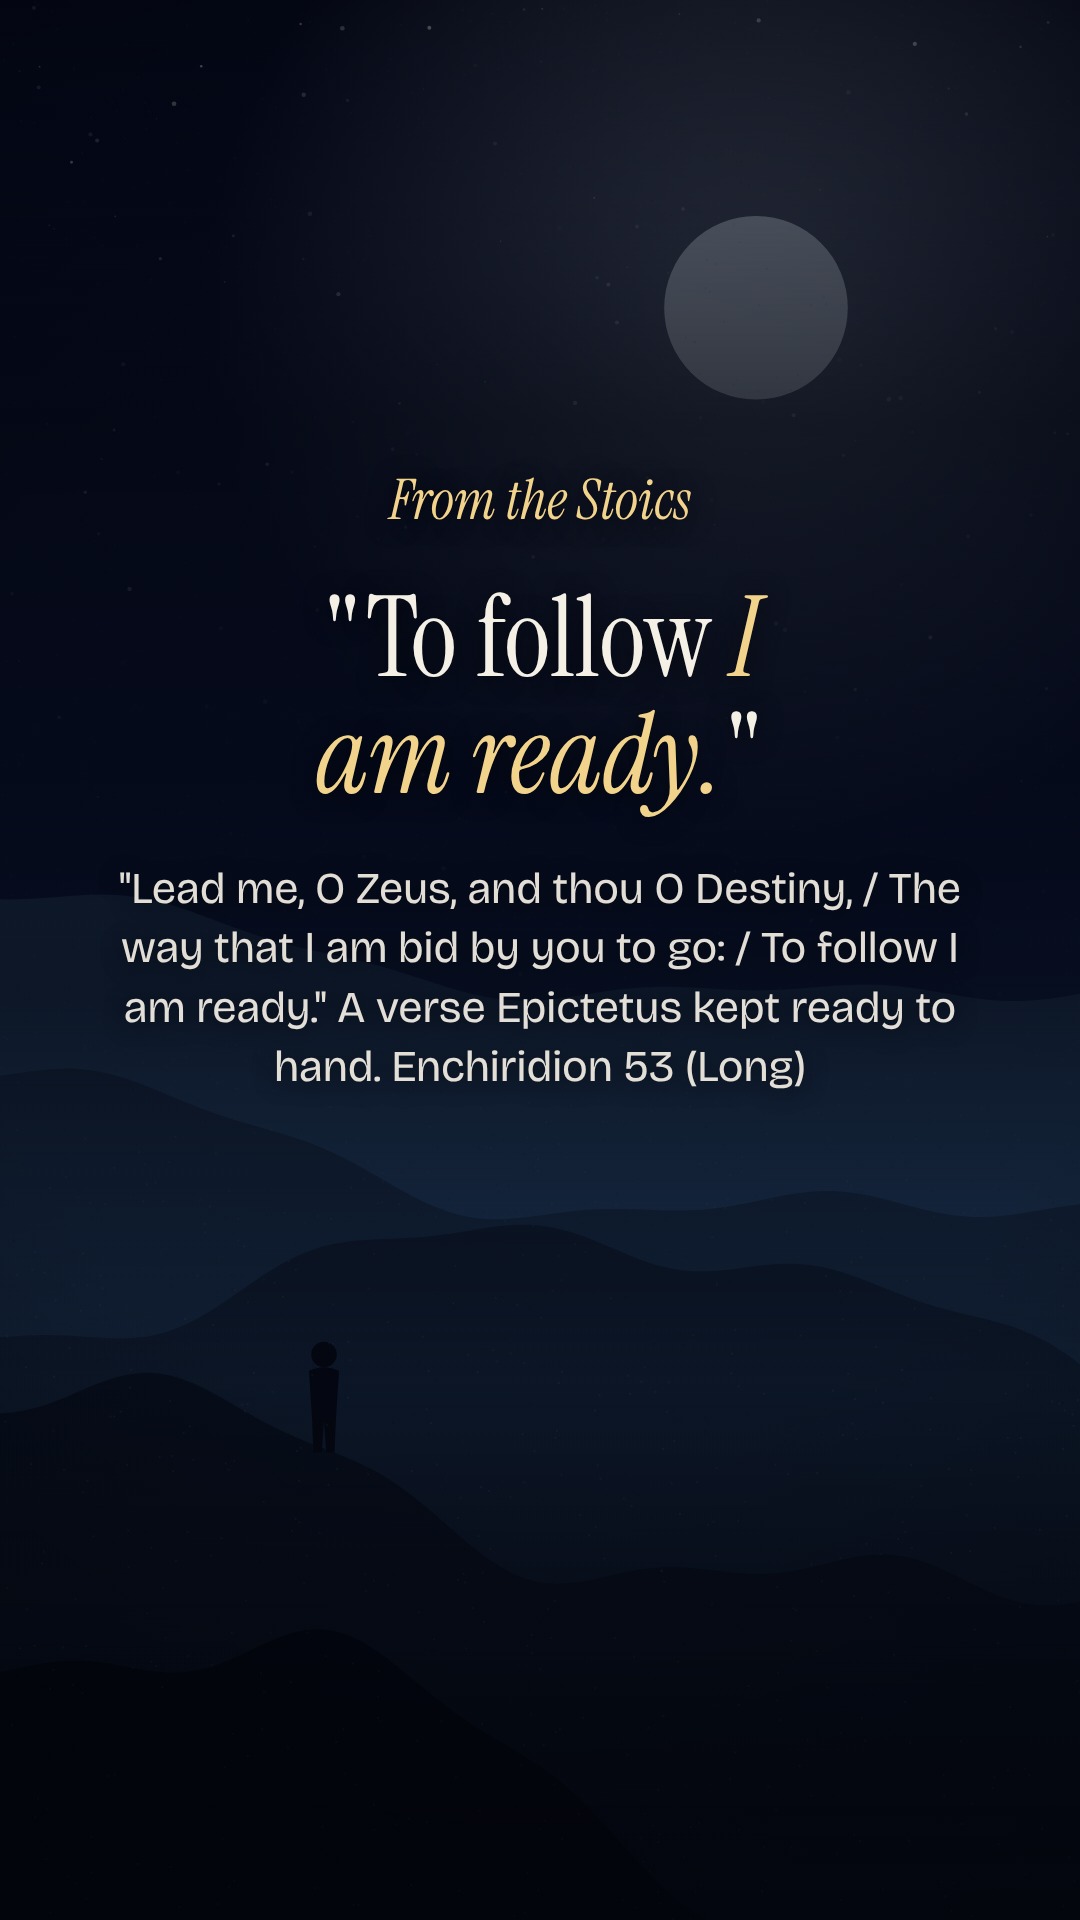 From the Stoics
"To follow I
am ready."
"Lead me, O Zeus, and thou O Destiny, / The
way that I am bid by you to go: / To follow I
am ready." A verse Epictetus kept ready to
hand. Enchiridion 53 (Long)